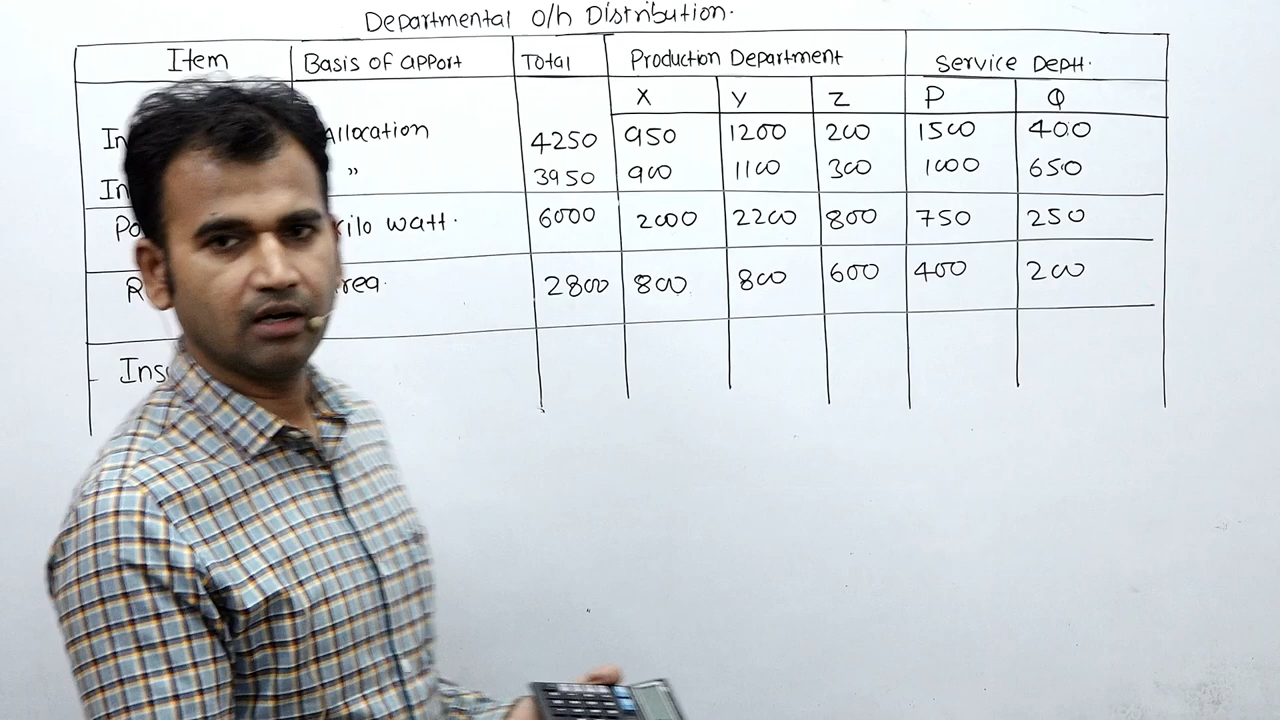 Departmental o/h Distribution.
Item Basis of apport Total Production Department Service Deptt.
X Y Z P Q
Allocation 4250 950 1200 200 1500 400
" 3950 900 1100 300 1000 650
kilo watt. 6000 2000 2200 800 750 250
2800 800 800 600 400 200